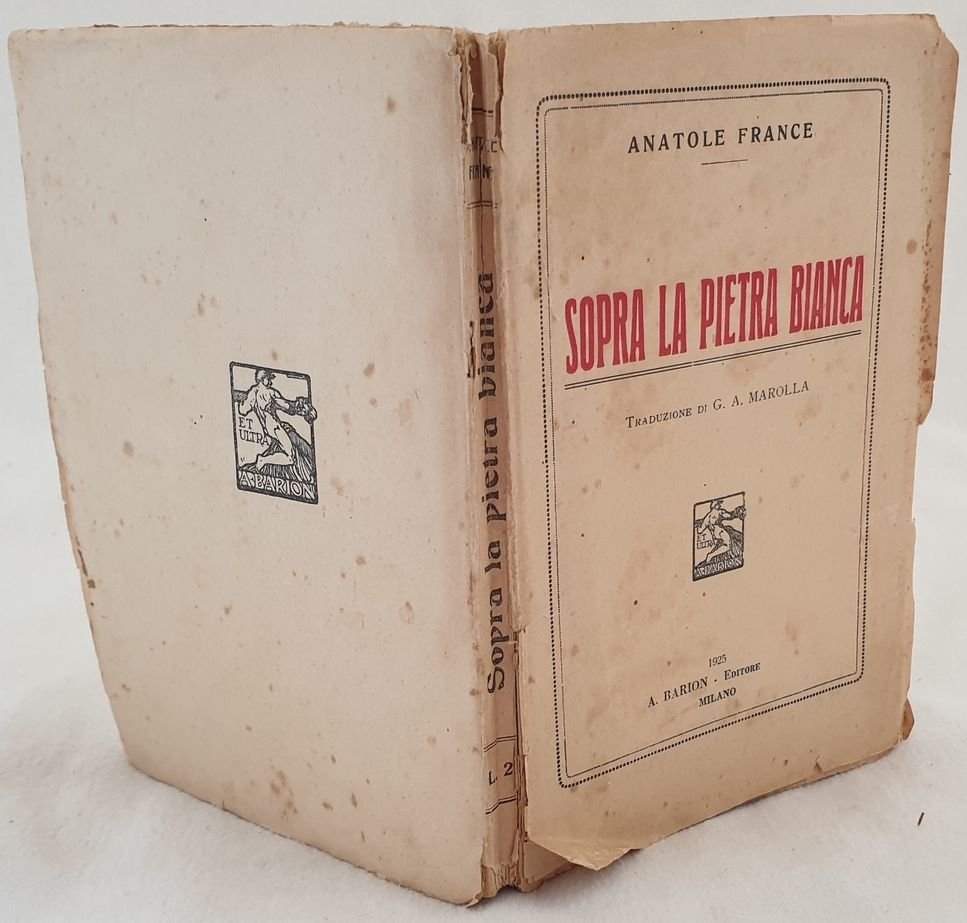 ET
ULTRA
A·BARION
Sopra la pietra bianca
L. 2
ANATOLE FRANCE
SOPRA LA PIETRA BIANCA
TRADUZIONE DI G. A. MAROLLA
ET
ULTRA
A·BARION
1925
A. BARION - EDITORE
MILANO